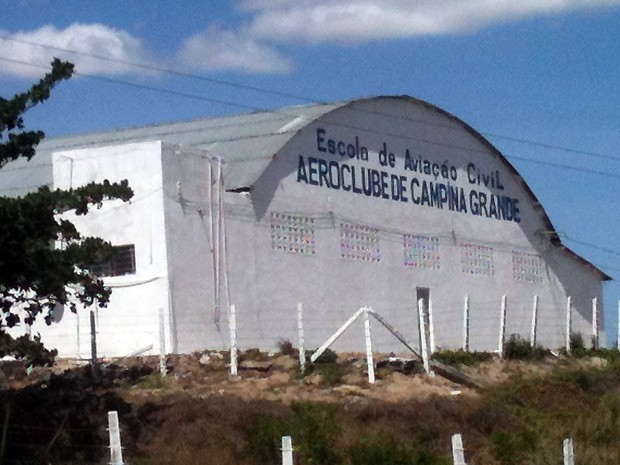 Escola de Aviação Civil
AEROCLUBE DE CAMPINA GRANDE